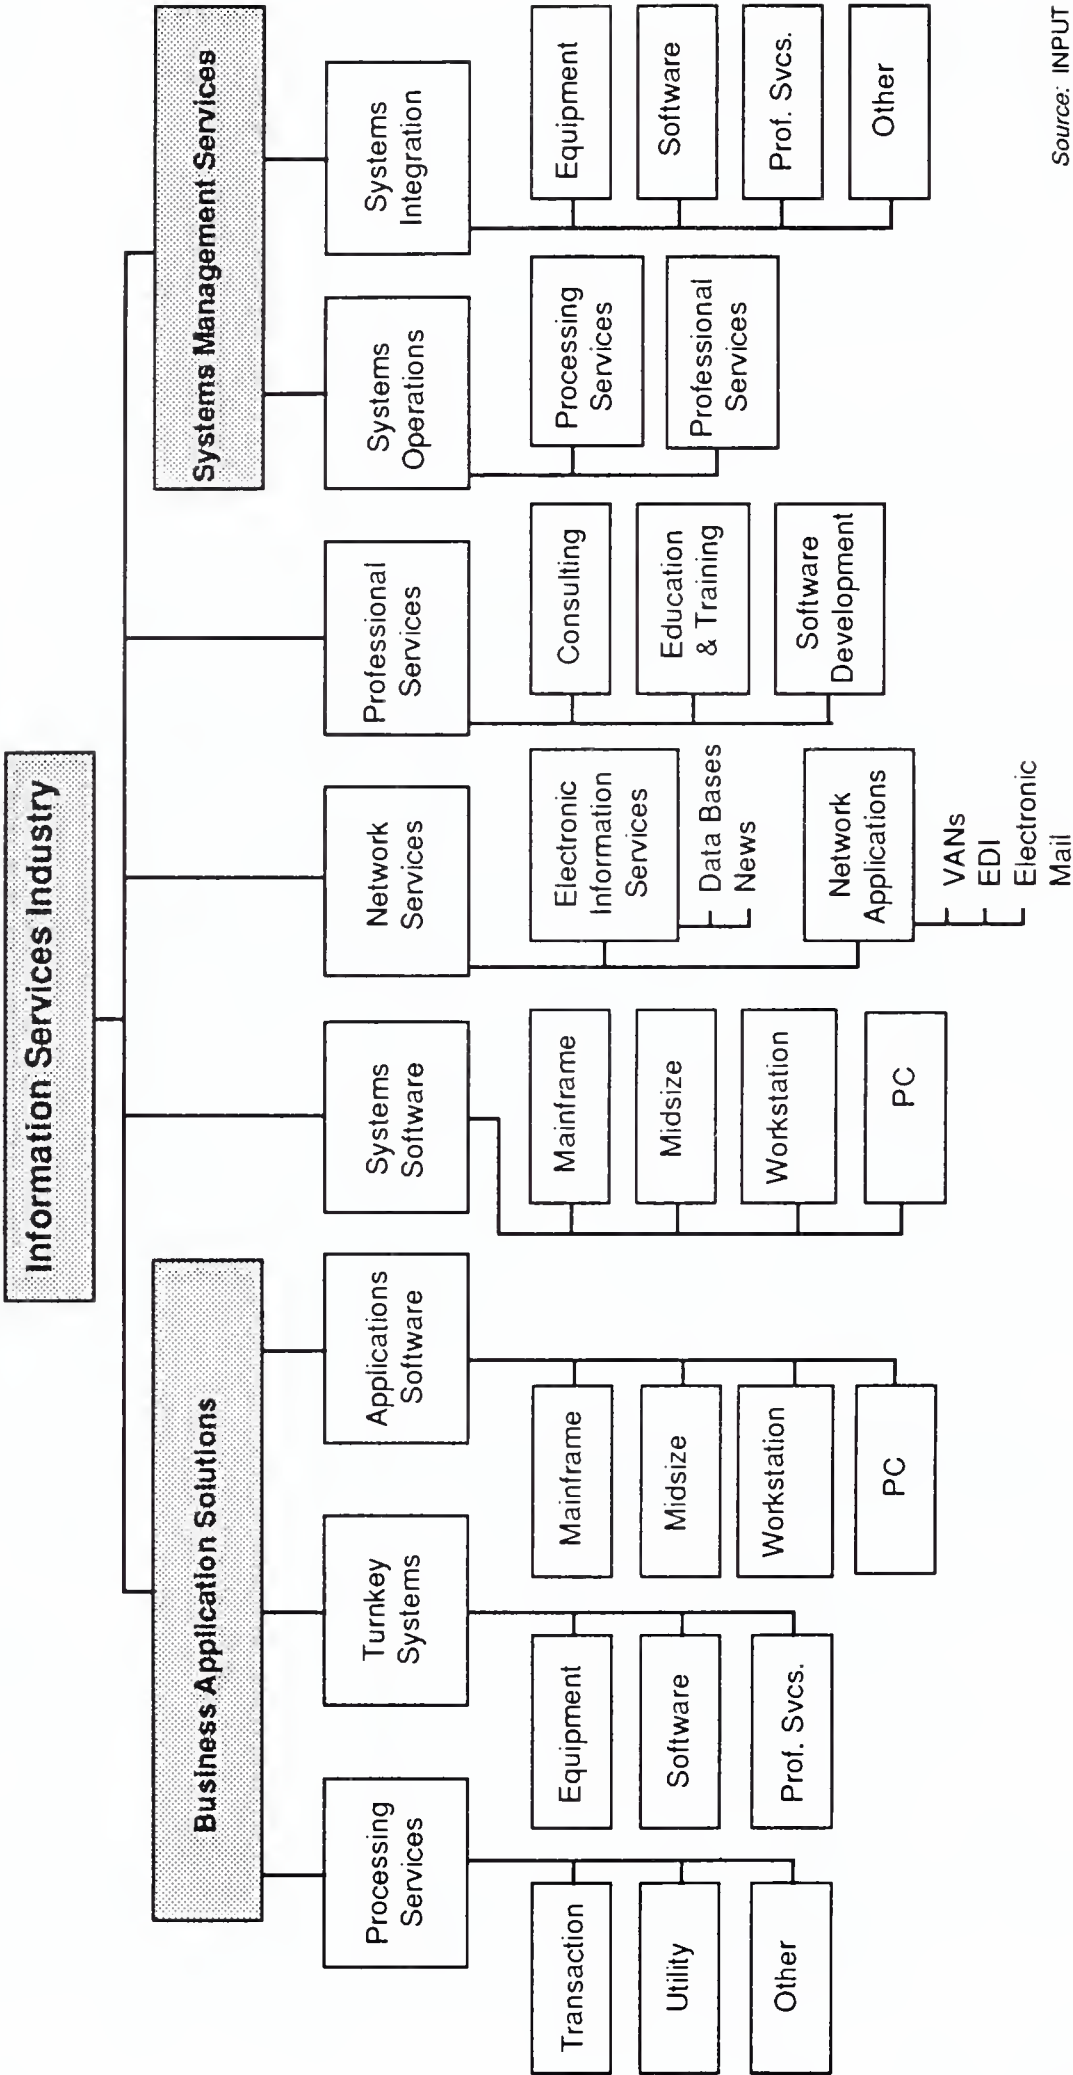 Information Services Industry
Business Application Solutions
Systems Management Services
Processing
Services
Turnkey
Systems
Applications
Software
Systems
Software
Network
Services
Professional
Services
Systems
Operations
Systems
Integration
Transaction
Utility
Other
Equipment
Software
Prof. Svcs.
Mainframe
Midsize
Workstation
PC
Mainframe
Midsize
Workstation
PC
Electronic
Information
Services
Data Bases
News
Network
Applications
VANs
EDI
Electronic
Mail
Consulting
Education
& Training
Software
Development
Processing
Services
Professional
Services
Equipment
Software
Prof. Svcs.
Other
Source: INPUT